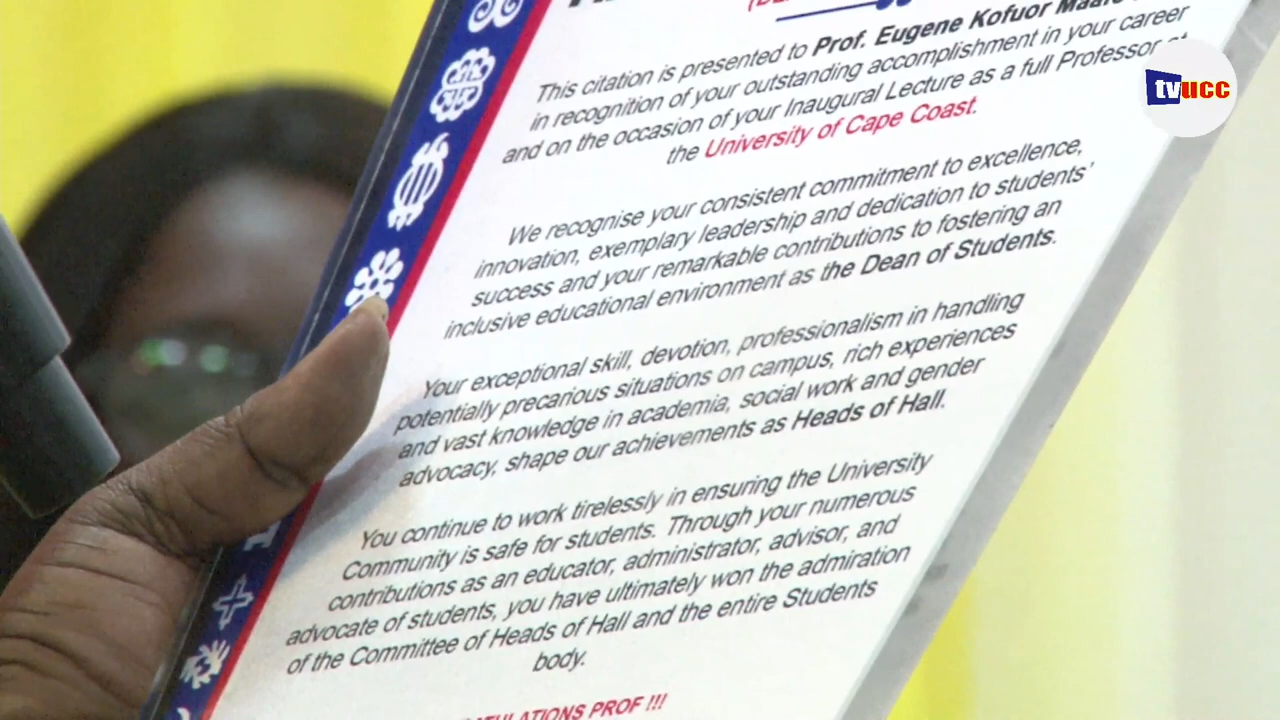 This citation is presented to Prof. Eugene Kofuor
in recognition of your outstanding accomplishment in your career
and on the occasion of your Inaugural Lecture as a full Professor
the University of Cape Coast.
We recognise your consistent commitment to excellence,
innovation, exemplary leadership and dedication to students'
success and your remarkable contributions to fostering an
inclusive educational environment as the Dean of Students.
Your exceptional skill, devotion, professionalism in handling
potentially precarious situations on campus, rich experiences
and vast knowledge in academia, social work and gender
advocacy, shape our achievements as Heads of Hall.
You continue to work tirelessly in ensuring the University
Community is safe for students. Through your numerous
contributions as an educator, administrator, advisor, and
advocate of students, you have ultimately won the admiration
of the Committee of Heads of Hall and the entire Students
body.
PROF !!!
tvucc